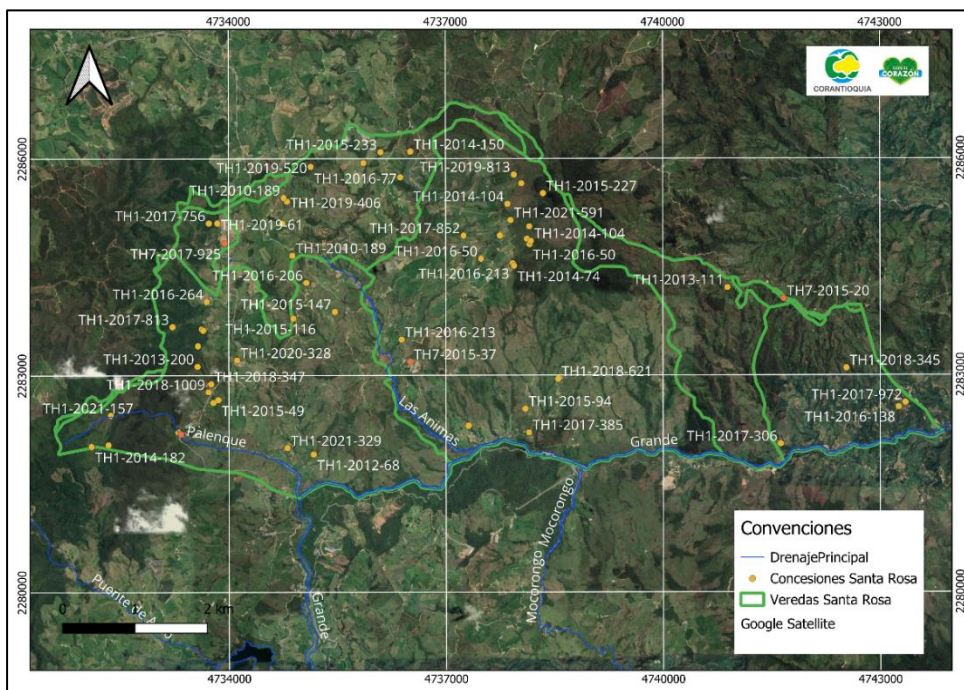 4734000
4737000
4740000
4743000
CORANTIOQUIA
CORAZÓN
TH1-2015-233
TH1-2014-150
2286000
2286000
TH1-2019-520
TH1-2019-813
TH1-2016-77
TH1-2015-227
TH1-2010-189
TH1-2019-406
TH1-2014-104
TH1-2021-591
TH1-2017-756
TH1-2019-61
TH1-2017-852
TH1-2014-104
TH7-2017-925
TH1-2010-189
TH1-2016-50
TH1-2016-50
TH1-2016-206
TH1-2016-213
TH1-2014-74
TH1-2013-111
TH7-2015-20
TH1-2016-264
TH1-2015-147
TH1-2017-813
TH1-2015-116
TH1-2016-213
TH1-2013-200
TH1-2020-328
TH7-2015-37
TH1-2018-345
2283000
2283000
TH1-2018-1009
TH1-2018-347
TH1-2018-621
TH1-2021-157
TH1-2015-49
TH1-2015-94
TH1-2017-972
TH1-2016-138
Las Animas
Palenque
TH1-2021-329
TH1-2017-385
Grande
TH1-2017-306
TH1-2014-182
TH1-2012-68
Mocorongo Mocorongo
Grande
Convenciones
DrenajePrincipal
Concesiones Santa Rosa
Veredas Santa Rosa
Google Satellite
2280000
2280000
0
2 km
4734000
4737000
4740000
4743000